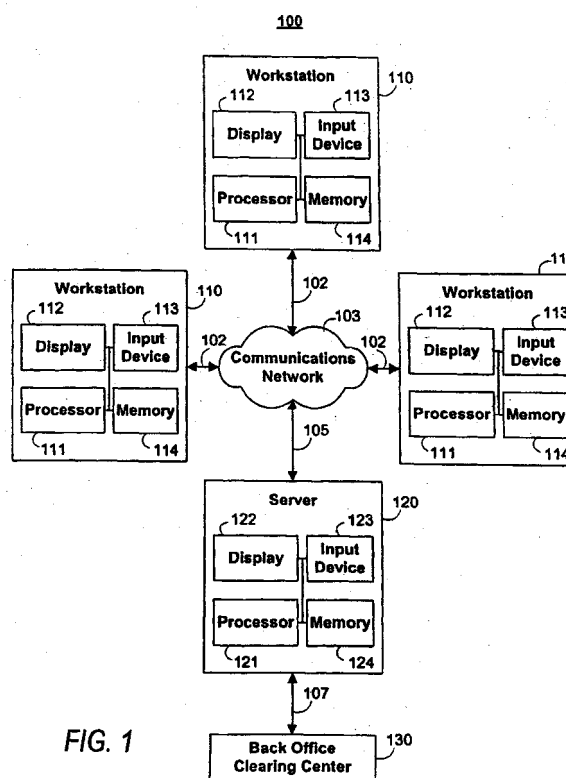 100
Workstation
110
112
113
Display
Input
Device
Processor
Memory
111
114
102
Workstation
110
112
113
Display
Input
Device
Processor
Memory
111
114
102
103
Communications
Network
102
Workstation
112
113
Display
Input
Device
Processor
Memory
111
114
105
Server
120
122
123
Display
Input
Device
Processor
Memory
121
124
107
FIG. 1
Back Office
Clearing Center
130